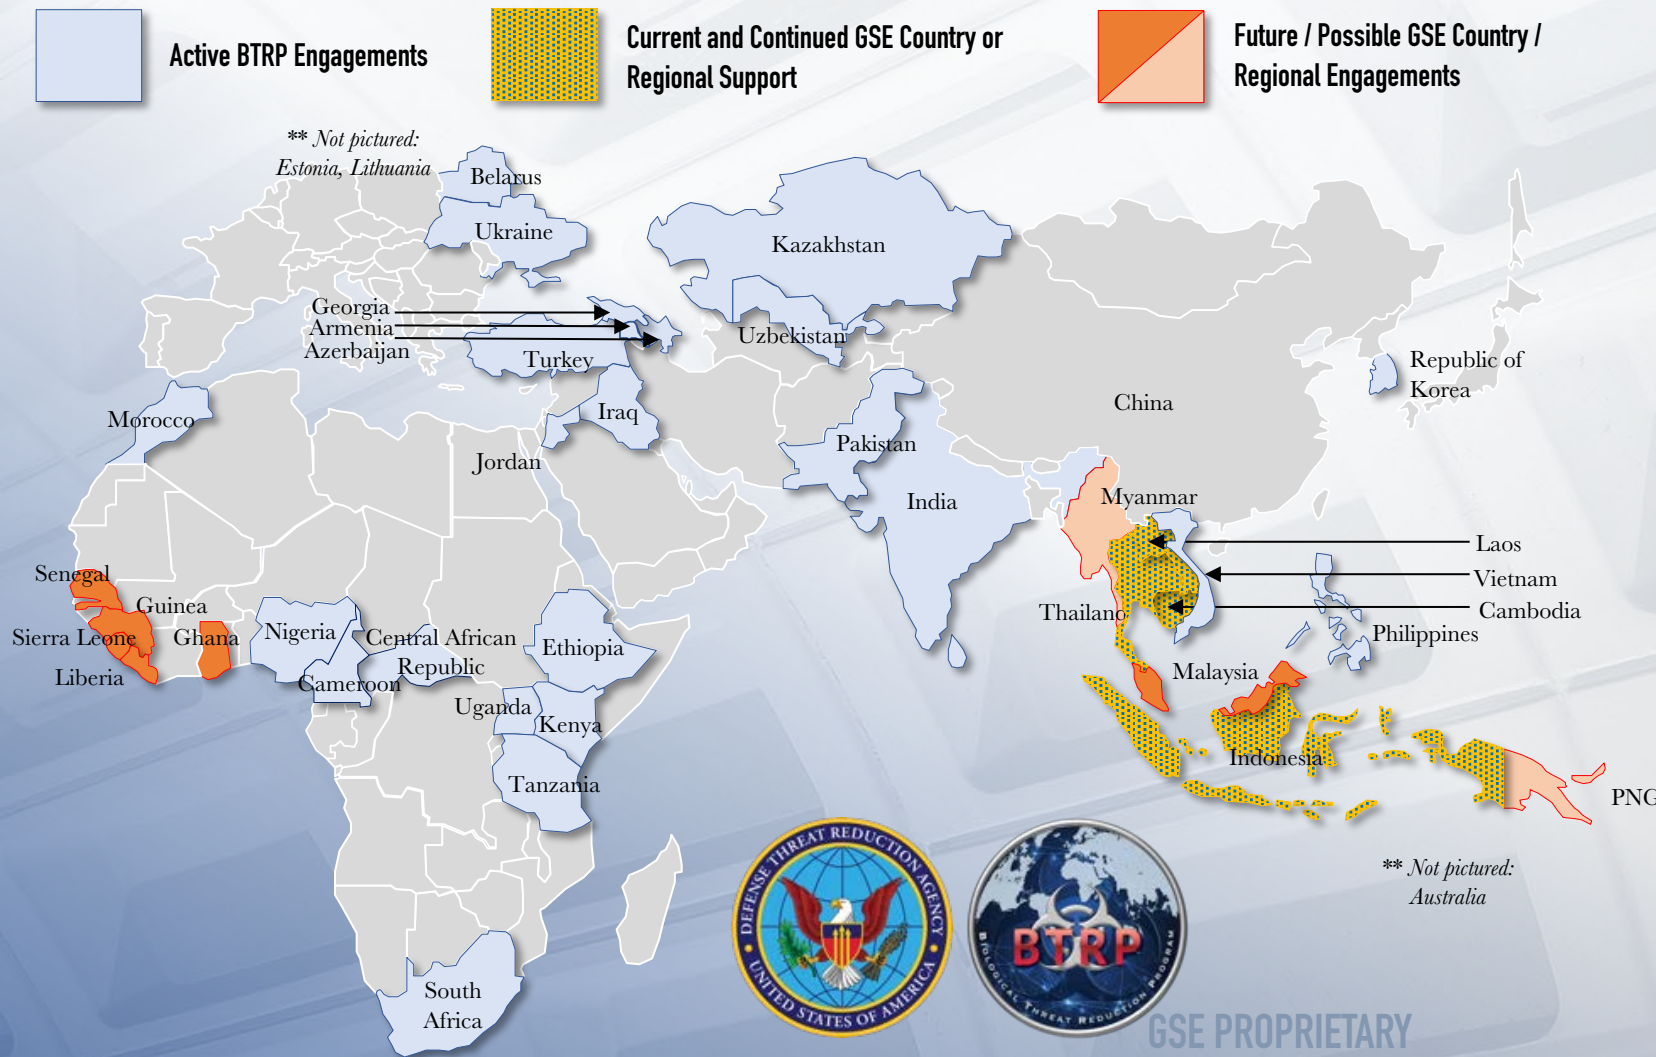 Active BTRP Engagements
Current and Continued GSE Country or
Regional Support
Future / Possible GSE Country /
Regional Engagements
** Not pictured:
Estonia, Lithuania
Belarus
Ukraine
Kazakhstan
Georgia
Armenia
Azerbaijan
Uzbekistan
Turkey
Republic of
Korea
Morocco
Iraq
China
Pakistan
Jordan
India
Myanmar
Laos
Vietnam
Senegal
Guinea
Thailand
Cambodia
Sierra Leone
Ghana
Nigeria
Central African
Republic
Ethiopia
Philippines
Liberia
Cameroon
Malaysia
Uganda
Kenya
Indonesia
Tanzania
PNG
** Not pictured:
Australia
DEFENSE THREAT REDUCTION AGENCY
UNITED STATES OF AMERICA
BTRP
BIOLOGICAL THREAT REDUCTION PROGRAM
South
Africa
GSE PROPRIETARY